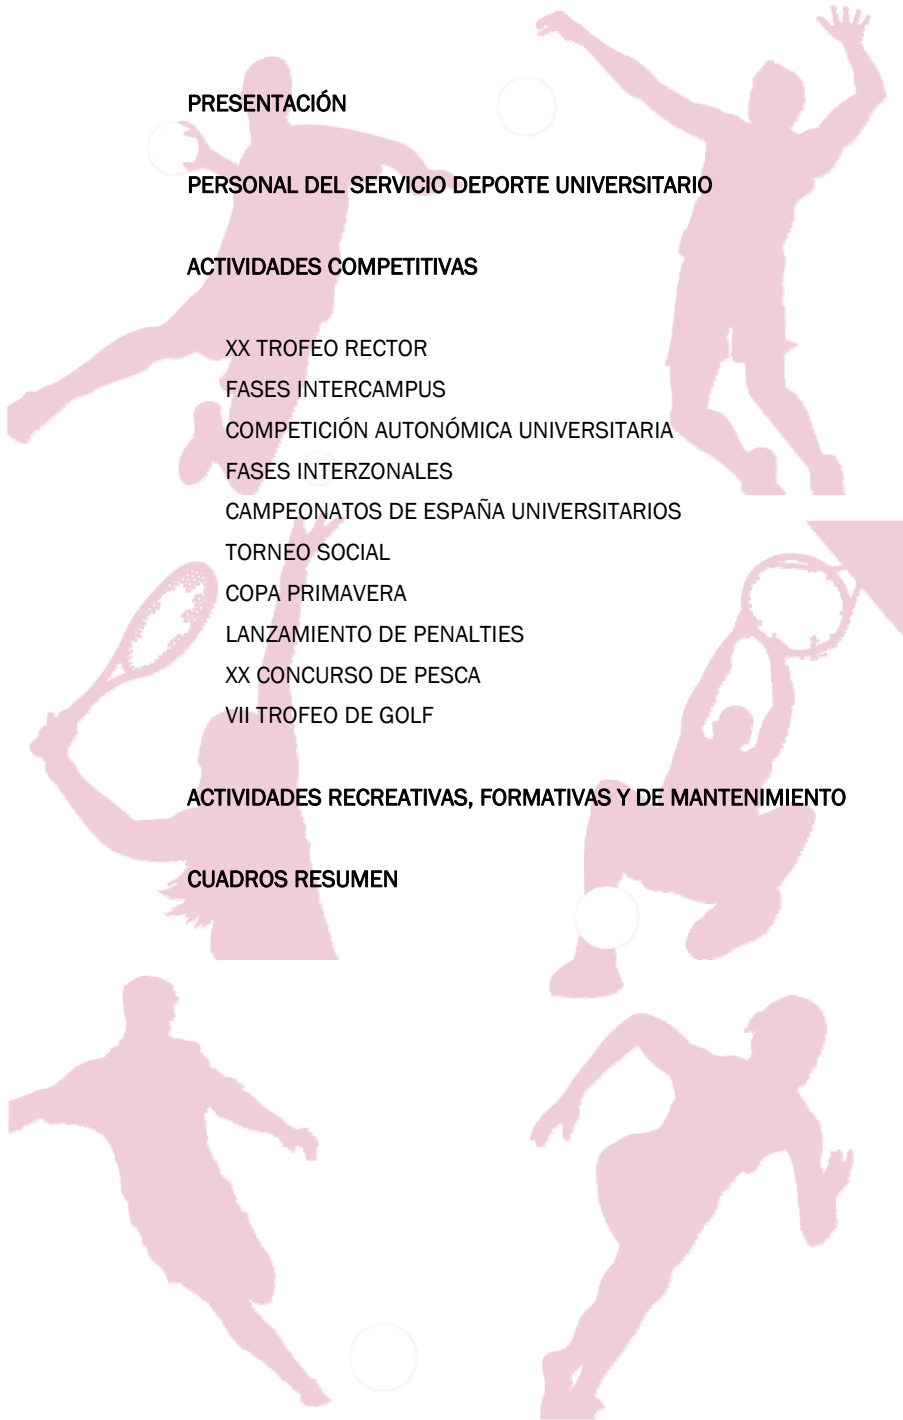 PRESENTACIÓN
PERSONAL DEL SERVICIO DEPORTE UNIVERSITARIO
ACTIVIDADES COMPETITIVAS
XX TROFEO RECTOR
FASES INTERCAMPUS
COMPETICIÓN AUTONÓMICA UNIVERSITARIA
FASES INTERZONALES
CAMPEONATOS DE ESPAÑA UNIVERSITARIOS
TORNEO SOCIAL
COPA PRIMAVERA
LANZAMIENTO DE PENALTIES
XX CONCURSO DE PESCA
VII TROFEO DE GOLF
ACTIVIDADES RECREATIVAS, FORMATIVAS Y DE MANTENIMIENTO
CUADROS RESUMEN